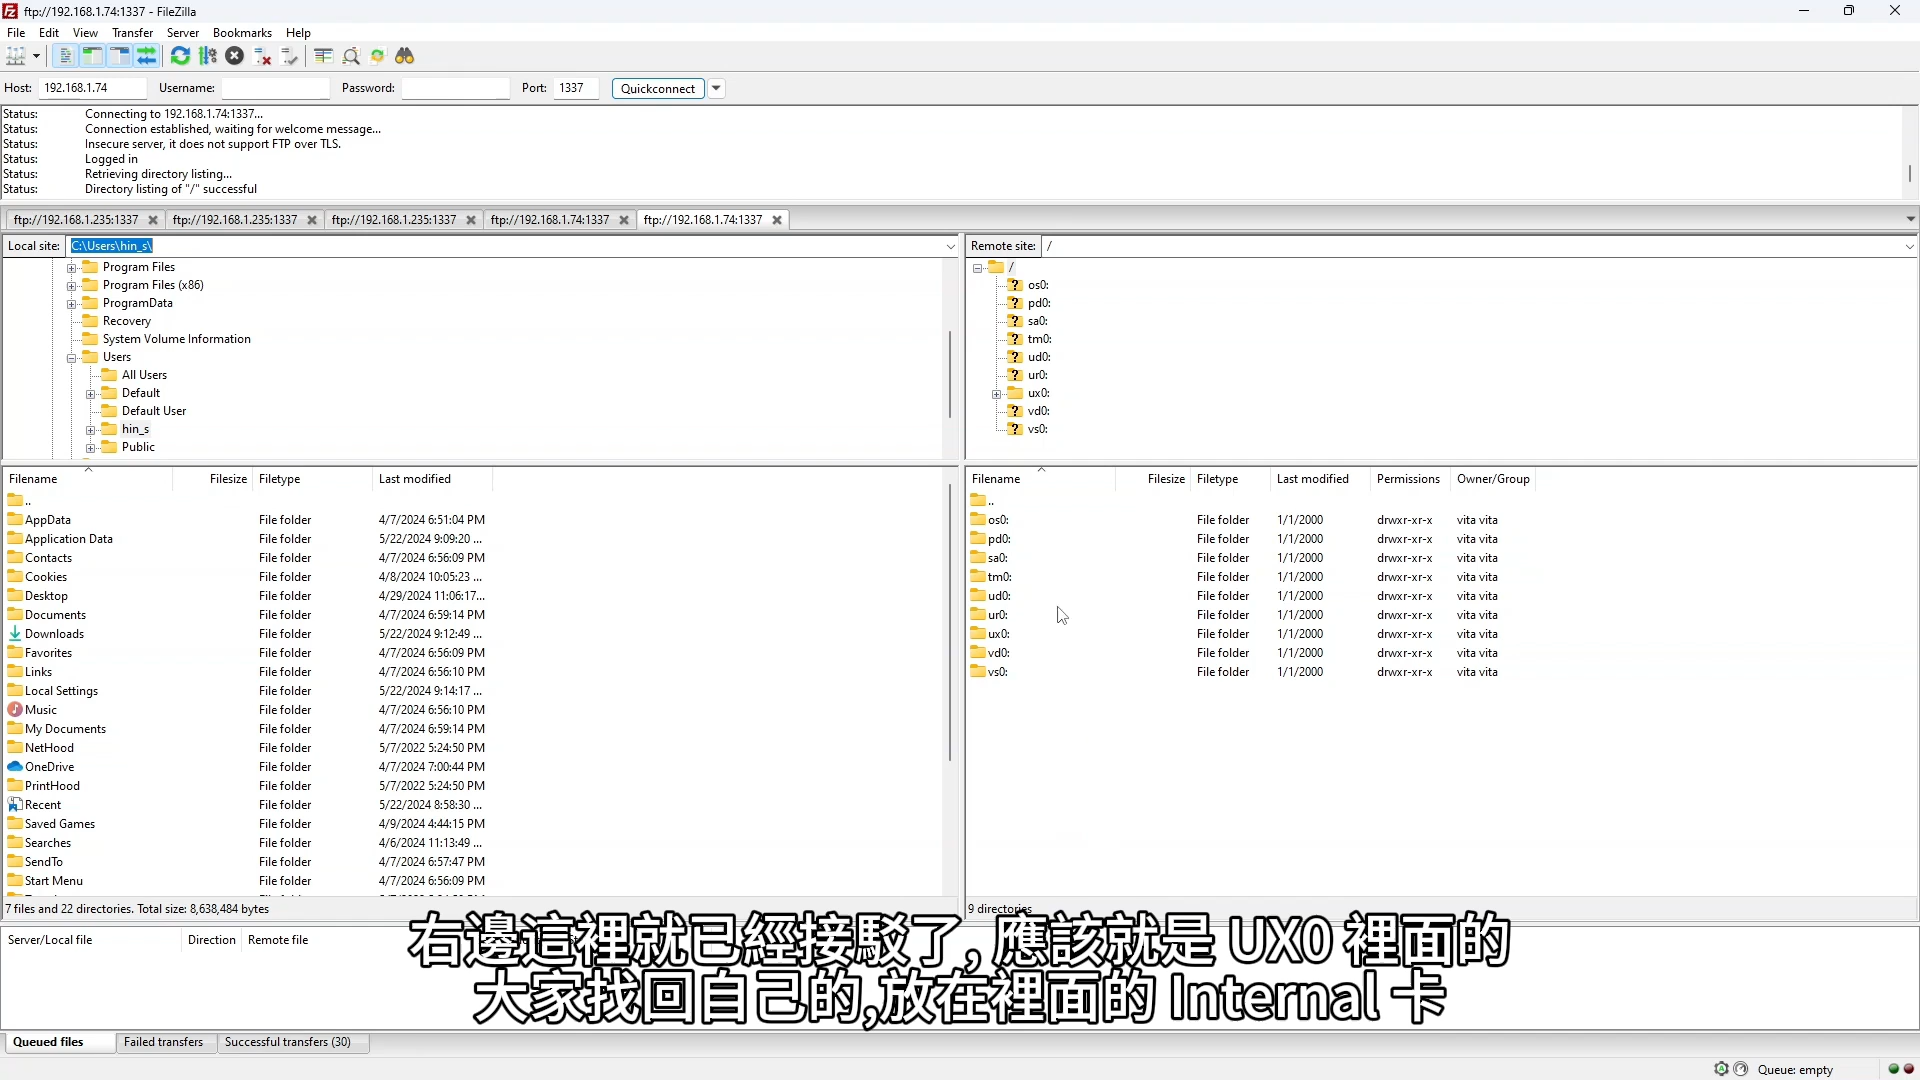 ftp://192.168.1.74:1337 - FileZilla
File Edit View Transfer Server Bookmarks Help
Host: 192.168.1.74 Username: Password: Port: 1337 Quickconnect
Status: Connecting to 192.168.1.74:1337...
Status: Connection established, waiting for welcome message...
Status: Insecure server, it does not support FTP over TLS.
Status: Logged in
Status: Retrieving directory listing...
Status: Directory listing of "/" successful
ftp://192.168.1.235:1337 ftp://192.168.1.235:1337 ftp://192.168.1.235:1337 ftp://192.168.1.74:1337 ftp://192.168.1.74:1337
Local site: C:\Users\hin_s\
Program Files
Program Files (x86)
ProgramData
Recovery
System Volume Information
Users
All Users
Default
Default User
hin_s
Public
Remote site: /
/
os0:
pd0:
sa0:
tm0:
ud0:
ur0:
ux0:
vd0:
vs0:
Filename Filesize Filetype Last modified
..
AppData File folder 4/7/2024 6:51:04 PM
Application Data File folder 5/22/2024 9:09:20 ...
Contacts File folder 4/7/2024 6:56:09 PM
Cookies File folder 4/8/2024 10:05:23 ...
Desktop File folder 4/29/2024 11:06:17...
Documents File folder 4/7/2024 6:59:14 PM
Downloads File folder 5/22/2024 9:12:49 ...
Favorites File folder 4/7/2024 6:56:09 PM
Links File folder 4/7/2024 6:56:10 PM
Local Settings File folder 5/22/2024 9:14:17 ...
Music File folder 4/7/2024 6:56:10 PM
My Documents File folder 4/7/2024 6:59:14 PM
NetHood File folder 5/7/2022 5:24:50 PM
OneDrive File folder 4/7/2024 7:00:44 PM
PrintHood File folder 5/7/2022 5:24:50 PM
Recent File folder 5/22/2024 8:58:30 ...
Saved Games File folder 4/9/2024 4:44:15 PM
Searches File folder 4/6/2024 11:13:49 ...
SendTo File folder 4/7/2024 6:57:47 PM
Start Menu File folder 4/7/2024 6:56:09 PM
7 files and 22 directories. Total size: 8,638,484 bytes
Filename Filesize Filetype Last modified Permissions Owner/Group
..
os0: File folder 1/1/2000 drwxr-xr-x vita vita
pd0: File folder 1/1/2000 drwxr-xr-x vita vita
sa0: File folder 1/1/2000 drwxr-xr-x vita vita
tm0: File folder 1/1/2000 drwxr-xr-x vita vita
ud0: File folder 1/1/2000 drwxr-xr-x vita vita
ur0: File folder 1/1/2000 drwxr-xr-x vita vita
ux0: File folder 1/1/2000 drwxr-xr-x vita vita
vd0: File folder 1/1/2000 drwxr-xr-x vita vita
vs0: File folder 1/1/2000 drwxr-xr-x vita vita
9 directories
Server/Local file Direction Remote file
右邊這裡就已經接駁了, 應該就是 UX0 裡面的
大家找回自己的,放在裡面的 Internal 卡
Queued files Failed transfers Successful transfers (30)
Queue: empty